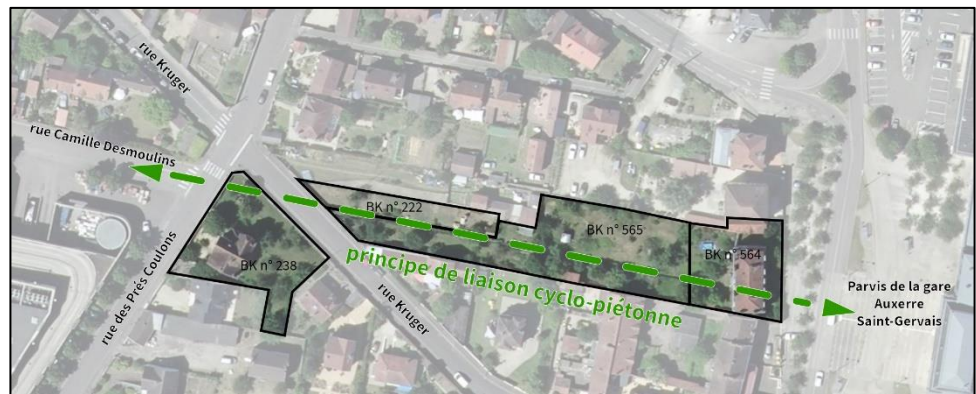 rue Kruger
rue Camille Desmoulins
BK n° 222
BK n° 565
BK n° 564
BK n° 238
rue des Prés Coulons
principe de liaison cyclo-piétonne
rue Kruger
Parvis de la gare
Auxerre
Saint-Gervais